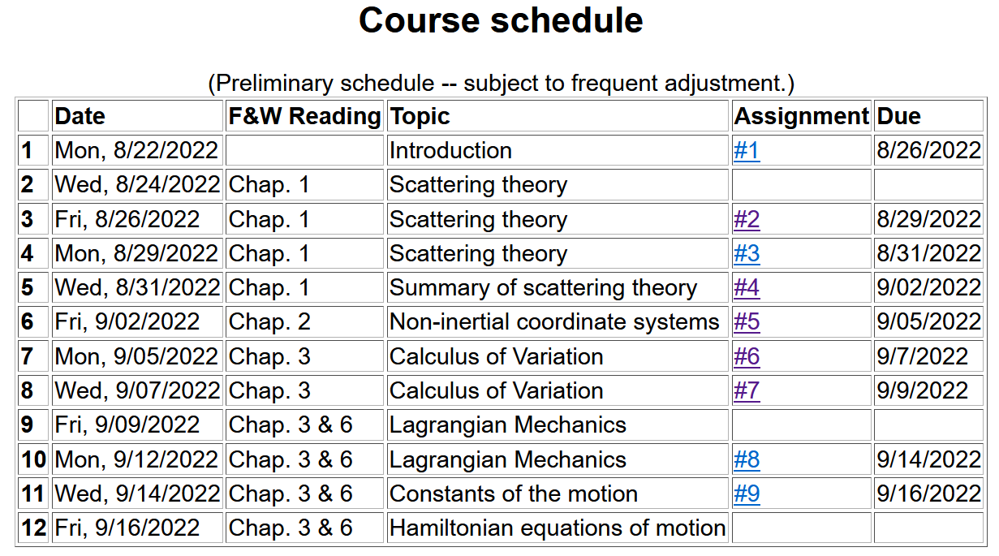 Course schedule
(Preliminary schedule -- subject to frequent adjustment.)
Date F&W Reading Topic Assignment Due
1 Mon, 8/22/2022 Introduction #1 8/26/2022
2 Wed, 8/24/2022 Chap. 1 Scattering theory
3 Fri, 8/26/2022 Chap. 1 Scattering theory #2 8/29/2022
4 Mon, 8/29/2022 Chap. 1 Scattering theory #3 8/31/2022
5 Wed, 8/31/2022 Chap. 1 Summary of scattering theory #4 9/02/2022
6 Fri, 9/02/2022 Chap. 2 Non-inertial coordinate systems #5 9/05/2022
7 Mon, 9/05/2022 Chap. 3 Calculus of Variation #6 9/7/2022
8 Wed, 9/07/2022 Chap. 3 Calculus of Variation #7 9/9/2022
9 Fri, 9/09/2022 Chap. 3 & 6 Lagrangian Mechanics
10 Mon, 9/12/2022 Chap. 3 & 6 Lagrangian Mechanics #8 9/14/2022
11 Wed, 9/14/2022 Chap. 3 & 6 Constants of the motion #9 9/16/2022
12 Fri, 9/16/2022 Chap. 3 & 6 Hamiltonian equations of motion